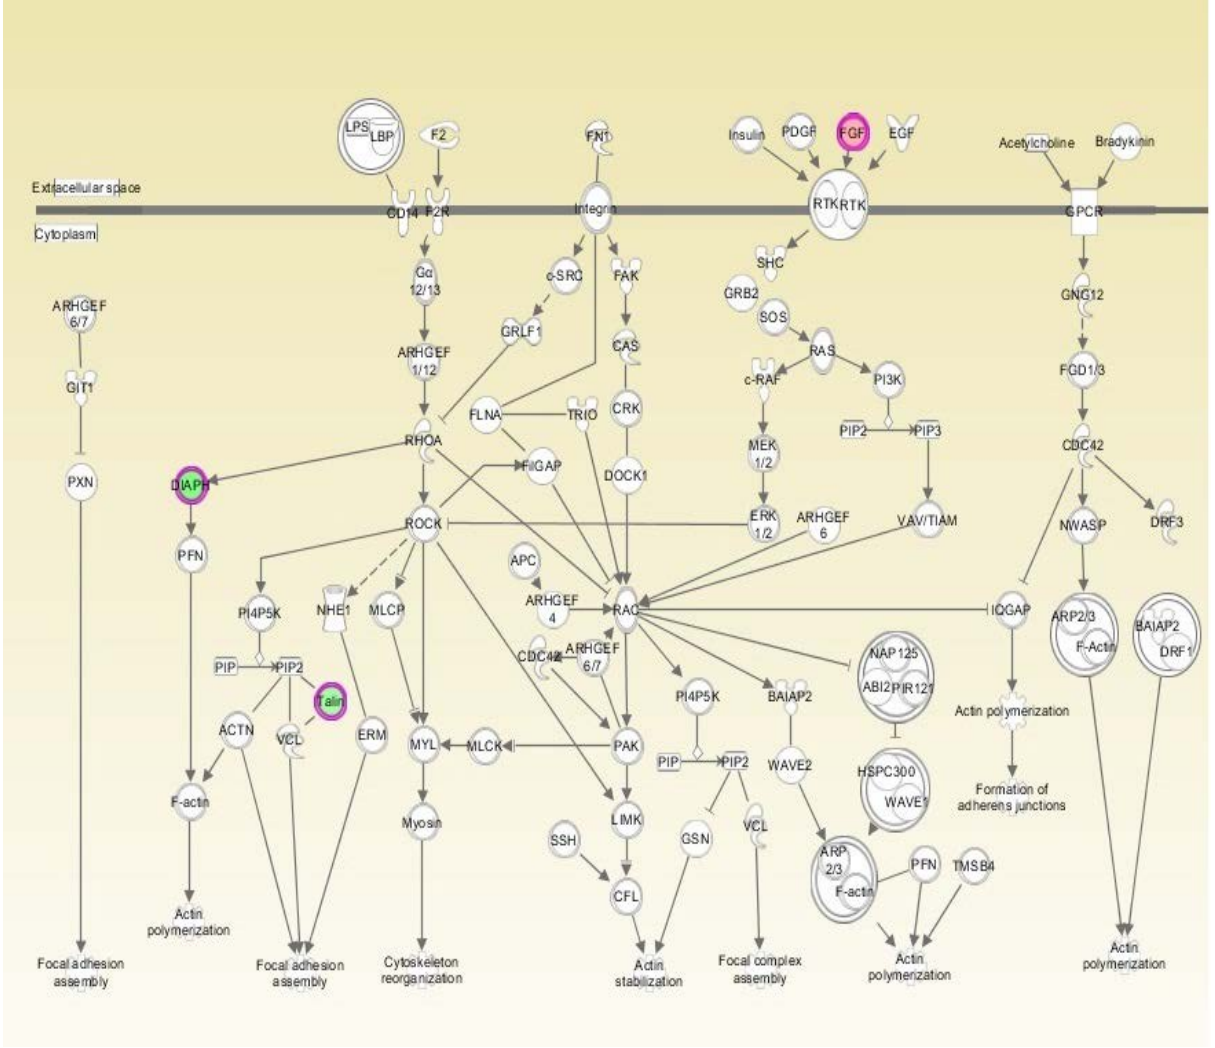 LPS
LBP
F2
FN1
Insulin
PDGF
FGF
EGF
Acetylcholine
Bradykinin
Extracellular space
CD14
F2R
Integrin
RTK
RTK
GPCR
Cytoplasm
Gα
12/13
c-SRC
FAK
SHC
GRB2
SOS
GNG12
ARHGEF
6/7
GRLF1
CAS
RAS
ARHGEF
1/12
GIT1
c-RAF
PI3K
FGD1/3
FLNA
TRIO
CRK
PIP2
PIP3
RHOA
MEK
1/2
CDC42
FilGAP
DOCK1
PXN
DIAPH
ROCK
ERK
1/2
ARHGEF
6
VAV/TIAM
NWASP
DRF3
PFN
APC
PI4P5K
NHE1
MLCP
ARHGEF
4
RAC
IQGAP
ARP2/3
F-Actin
BAIAP2
DRF1
PIP
PIP2
CDC42
ARHGEF
6/7
NAP125
ABI2
PIR121
Talin
PI4P5K
BAIAP2
Actin polymerization
ACTN
VCL
ERM
MYL
MLCK
PAK
PIP
PIP2
WAVE2
HSPC300
WAVE1
Formation of
adherens junctions
F-actin
Myosin
LIMK
SSH
GSN
VCL
ARP
2/3
F-actin
PFN
TMSB4
CFL
Actin
polymerization
Focal adhesion
assembly
Focal adhesion
assembly
Cytoskeleton
reorganization
Actin
stabilization
Focal complex
assembly
Actin
polymerization
Actin
polymerization